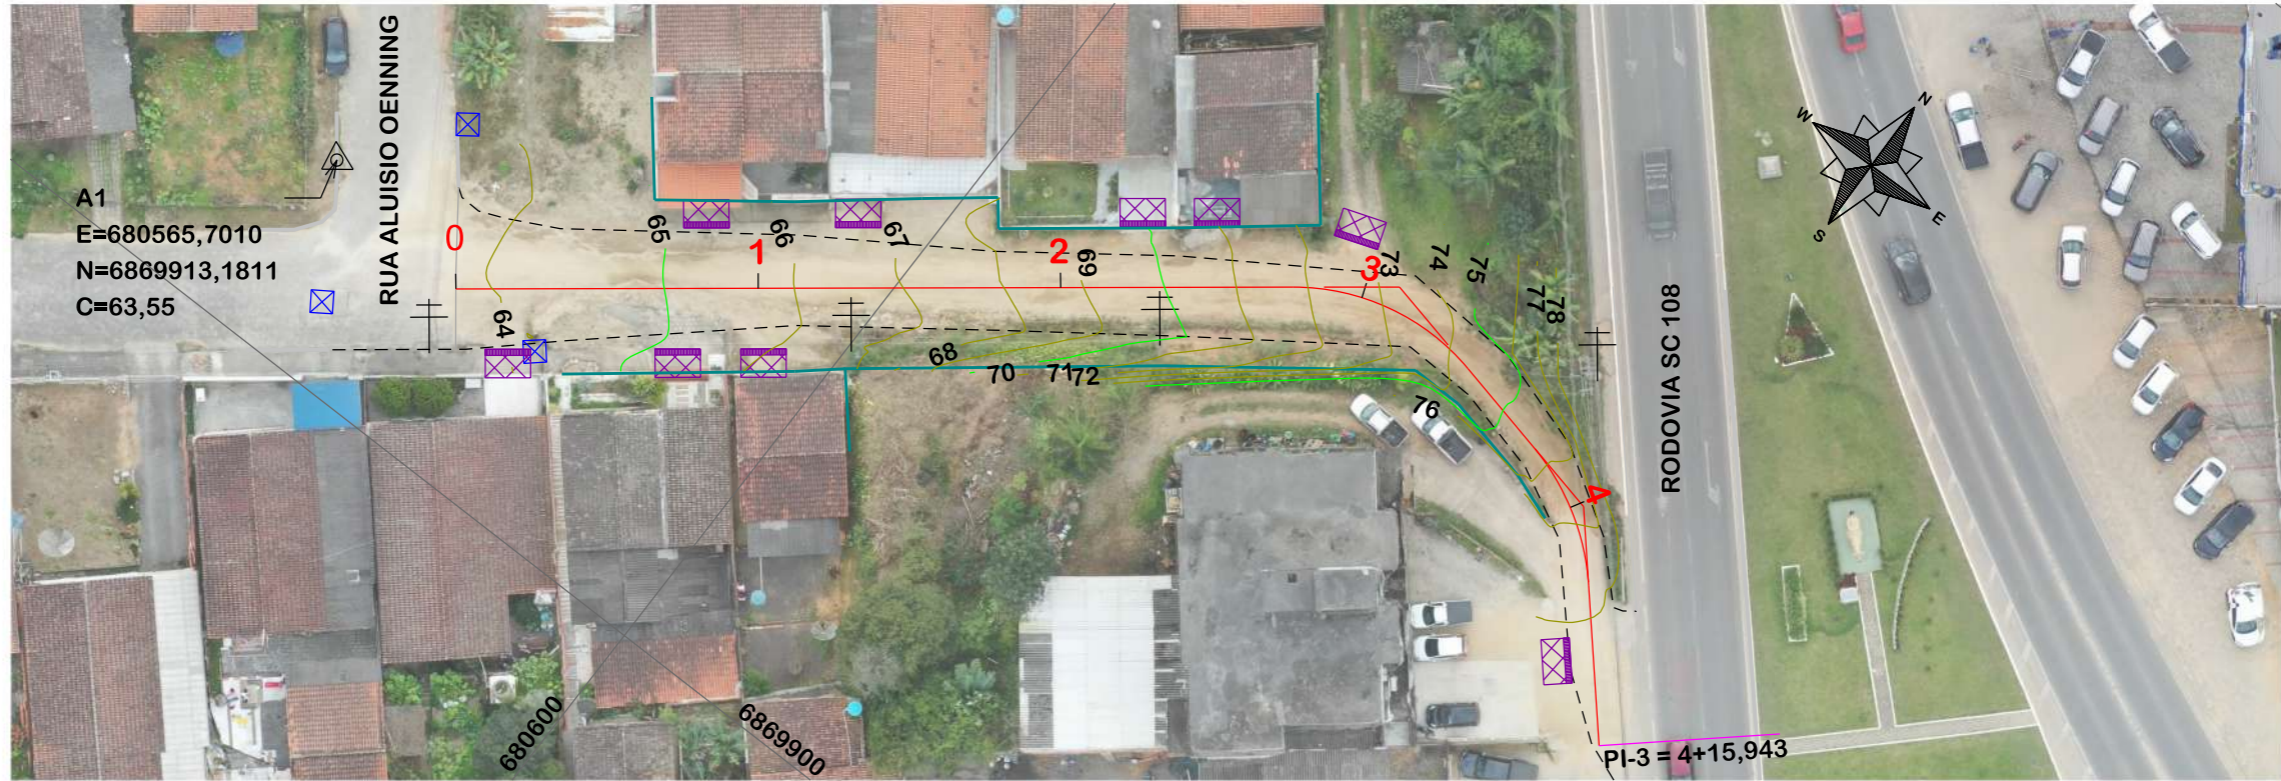 RUA ALUISIO OENNING
A1
E=680565,7010
N=6869913,1811
C=63,55
0
1
2
3
4
64
65
66
67
68
69
70
71
72
73
74
75
76
77
78
N
W
E
S
RODOVIA SC 108
680600
6869900
PI-3 = 4+15,943